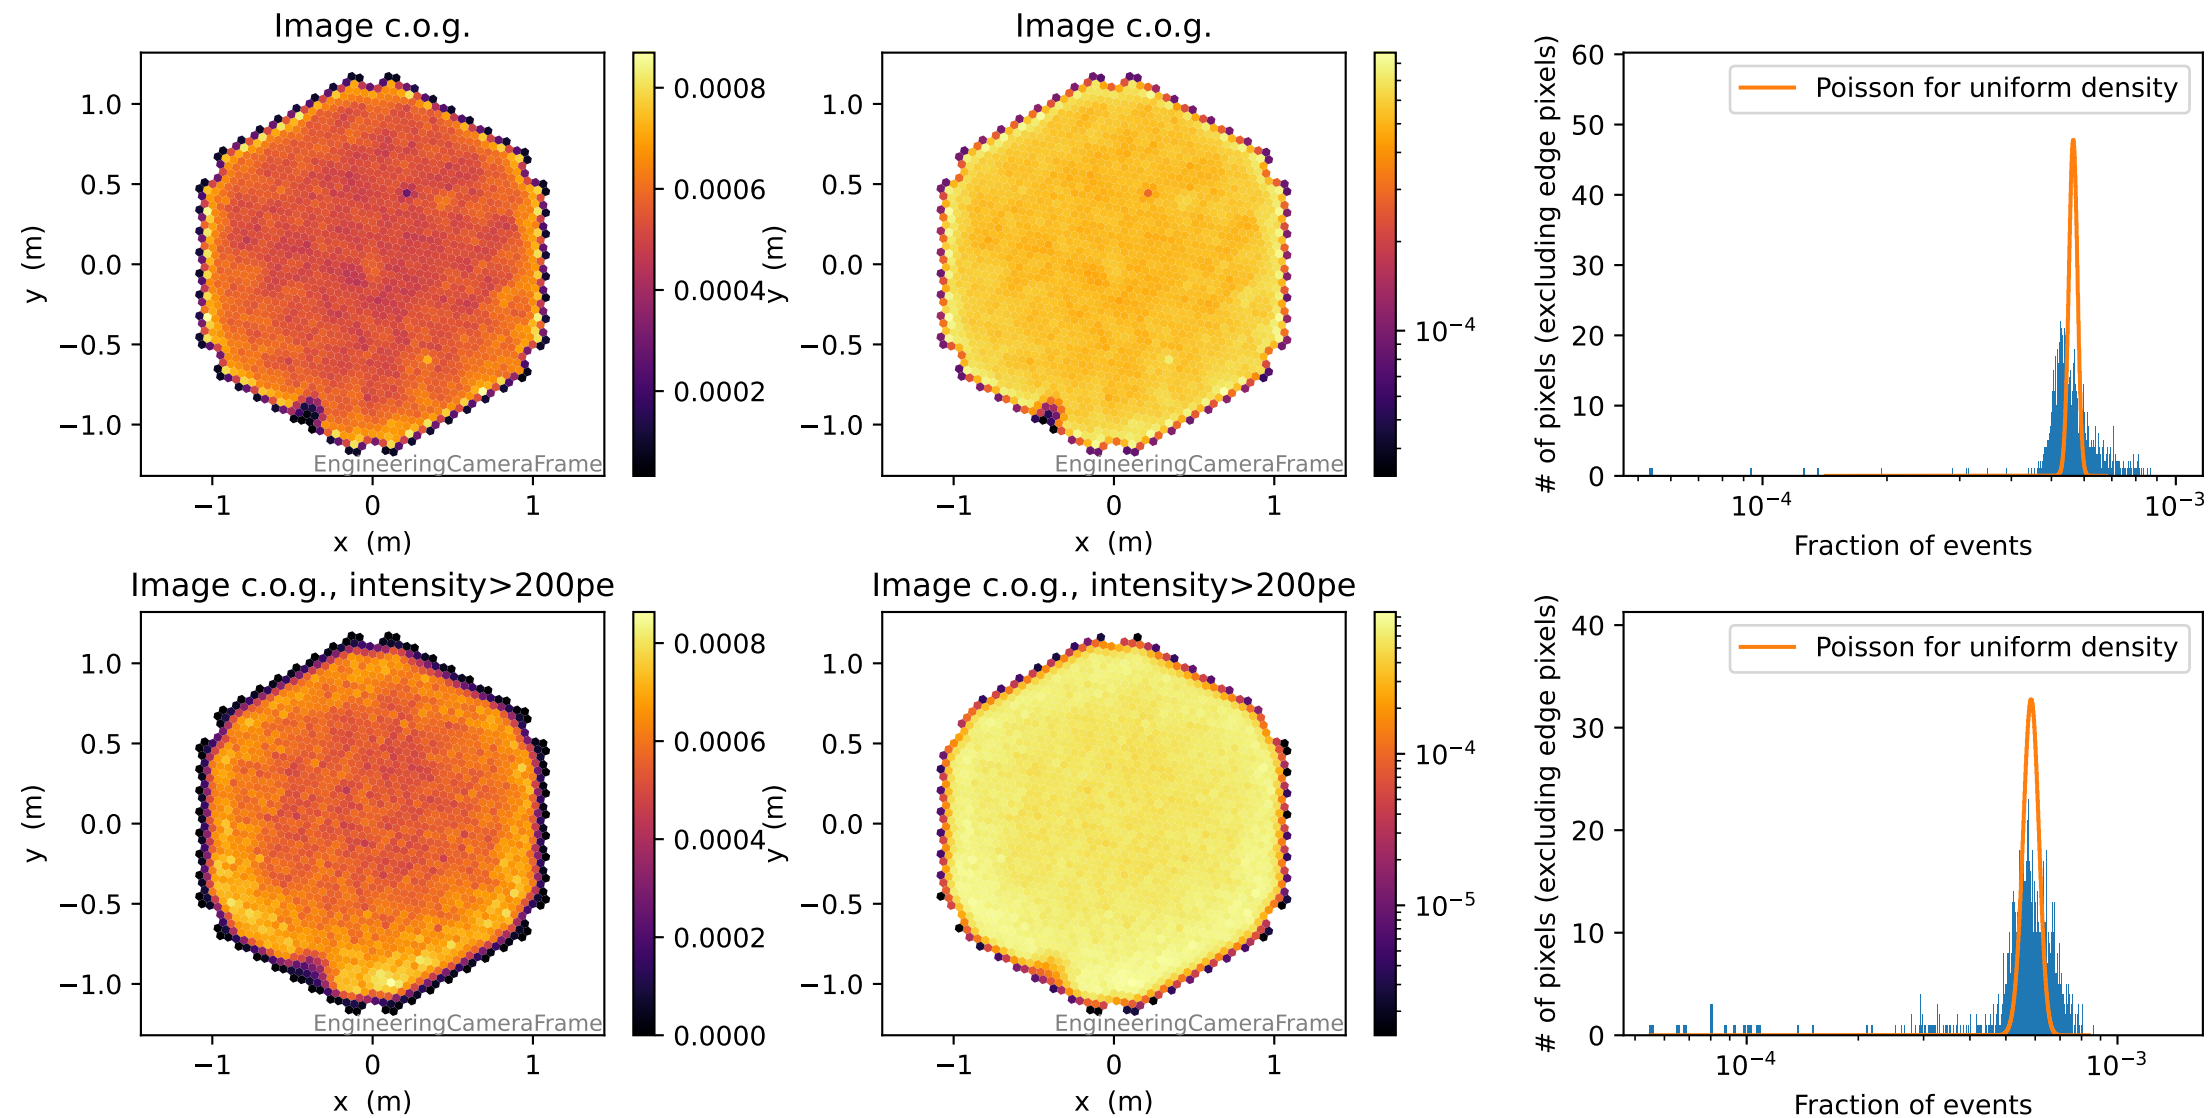 Image c.o.g.
1.0
0.5
0.0
−0.5
−1.0
y (m)
−1
0
1
x (m)
EngineeringCameraFrame
0.0008
0.0006
0.0004
0.0002
Image c.o.g.
1.0
0.5
0.0
−0.5
−1.0
y (m)
−1
0
1
x (m)
EngineeringCameraFrame
10⁻⁴
60
50
40
30
20
10
0
# of pixels (excluding edge pixels)
Poisson for uniform density
10⁻⁴
10⁻³
Fraction of events
Image c.o.g., intensity>200pe
1.0
0.5
0.0
−0.5
−1.0
y (m)
−1
0
1
x (m)
EngineeringCameraFrame
0.0008
0.0006
0.0004
0.0002
0.0000
Image c.o.g., intensity>200pe
1.0
0.5
0.0
−0.5
−1.0
y (m)
−1
0
1
x (m)
EngineeringCameraFrame
10⁻⁴
10⁻⁵
40
30
20
10
0
# of pixels (excluding edge pixels)
Poisson for uniform density
10⁻⁴
10⁻³
Fraction of events